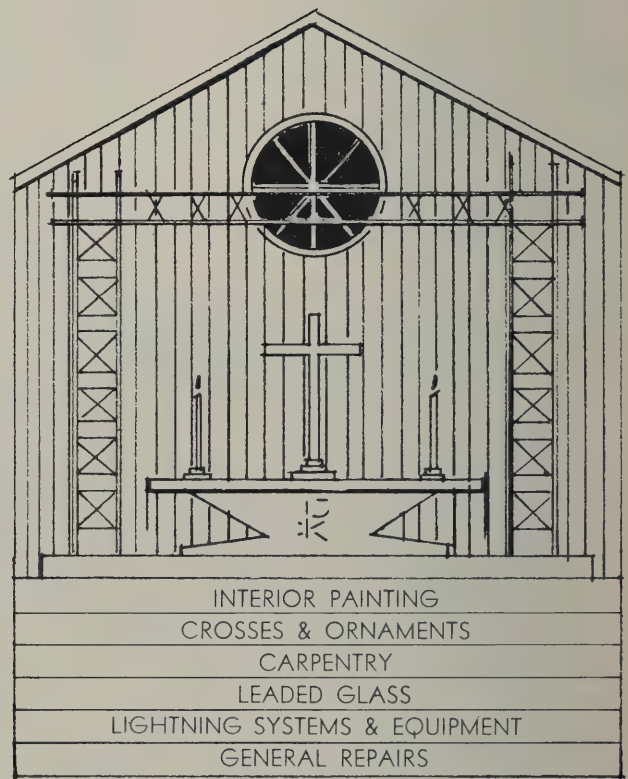 INTERIOR PAINTING
CROSSES & ORNAMENTS
CARPENTRY
LEADED GLASS
LIGHTNING SYSTEMS & EQUIPMENT
GENERAL REPAIRS